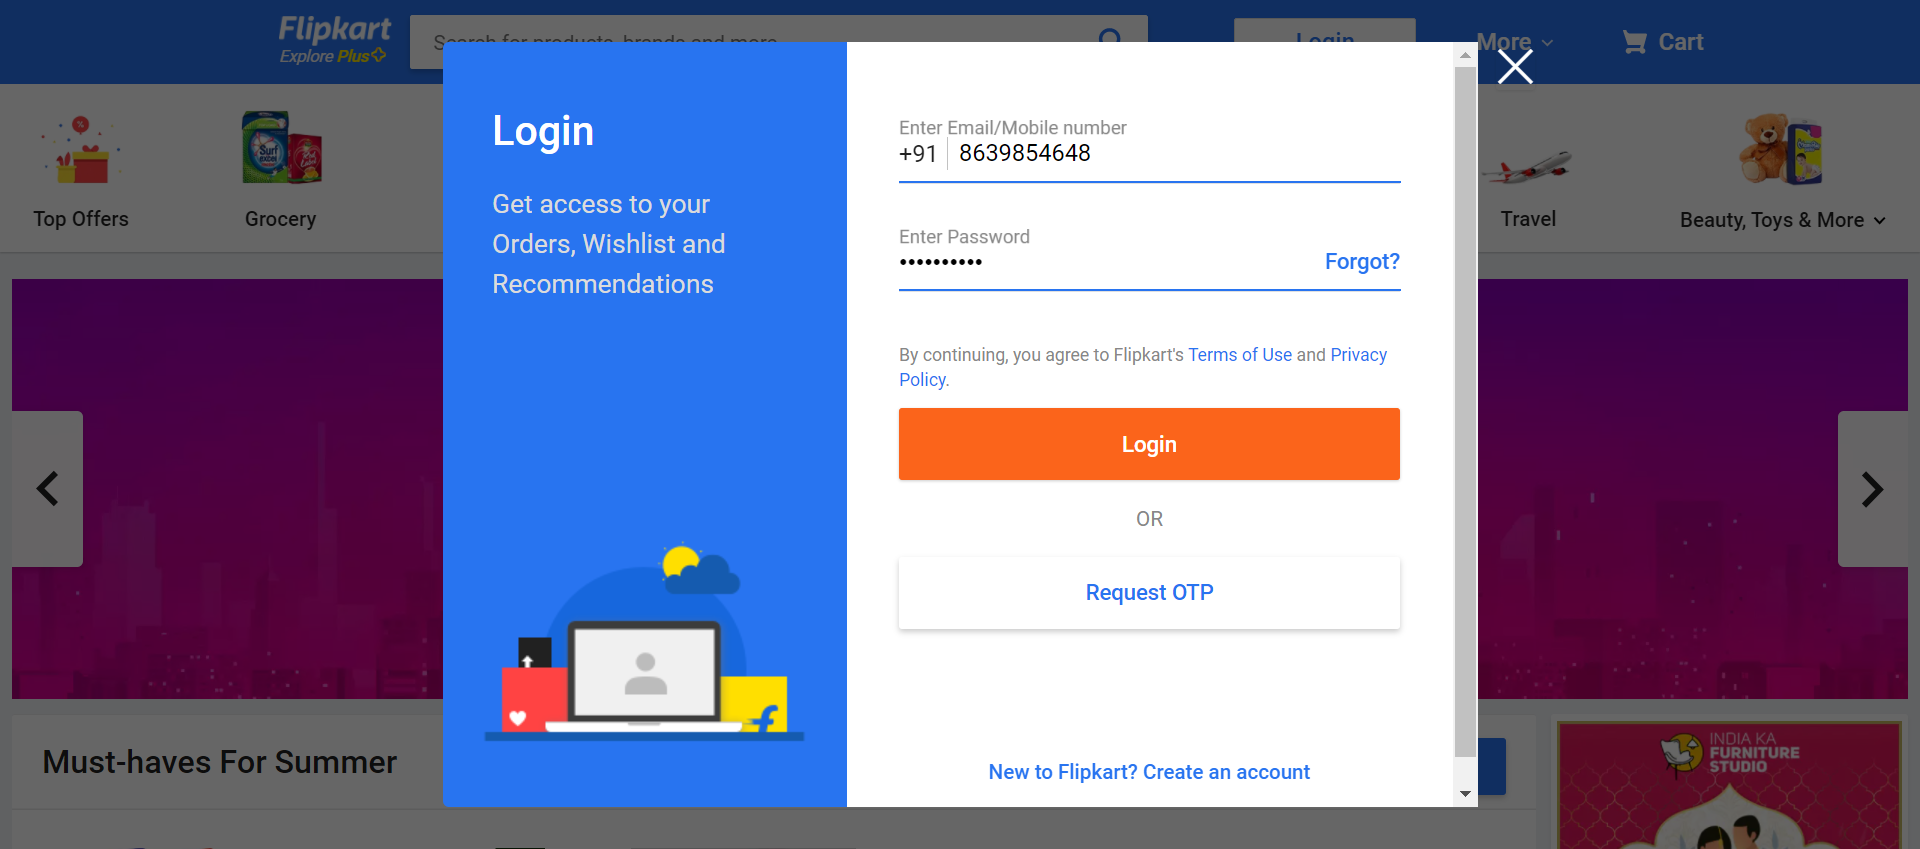 Flipkart
Explore Plus
Search for products, brands and more
Login
More
Cart
Top Offers
Grocery
Travel
Beauty, Toys & More
Login
Get access to your
Orders, Wishlist and
Recommendations
Enter Email/Mobile number
+91 8639854648
Enter Password
••••••••••
Forgot?
By continuing, you agree to Flipkart's Terms of Use and Privacy
Policy.
Login
OR
Request OTP
New to Flipkart? Create an account
Must-haves For Summer
INDIA KA
FURNITURE
STUDIO